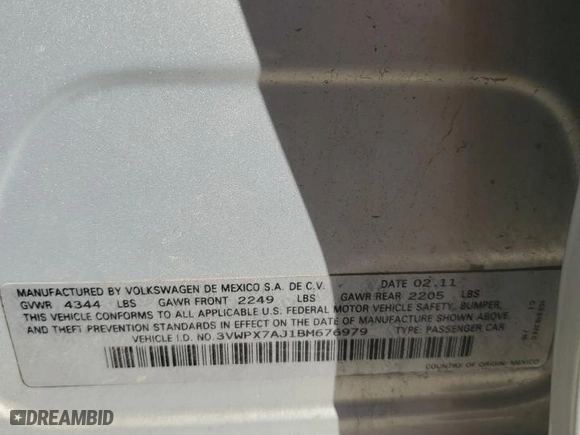 MANUFACTURED BY VOLKSWAGEN DE MEXICO S.A. DE C.V. DATE 02.11
GVWR 4344 LBS GAWR FRONT 2249 LBS GAWR REAR 2205 LBS
THIS VEHICLE CONFORMS TO ALL APPLICABLE U.S. FEDERAL MOTOR VEHICLE SAFETY, BUMPER,
AND THEFT PREVENTION STANDARDS IN EFFECT ON THE DATE OF MANUFACTURE SHOWN ABOVE.
VEHICLE I.D. NO. 3VWPX7AJ1BM676979 TYPE: PASSENGER CAR
COUNTRY OF ORIGIN: MEXICO
DREAMBID